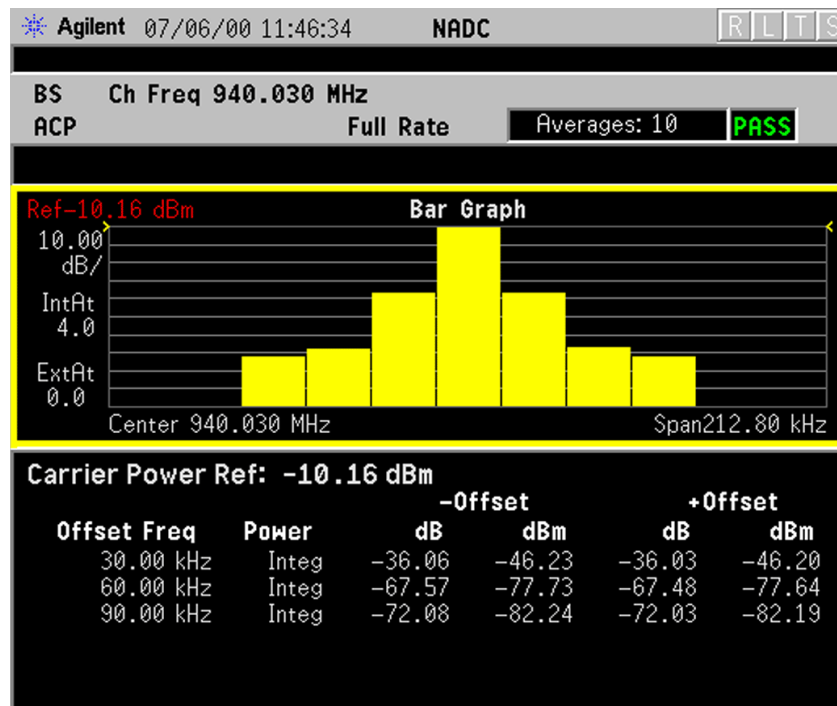 Agilent 07/06/00 11:46:34 NADC R L T S
BS Ch Freq 940.030 MHz
ACP Full Rate Averages: 10 PASS
Ref-10.16 dBm Bar Graph
10.00
dB/
IntAt
4.0
ExtAt
0.0
Center 940.030 MHz Span212.80 kHz
Carrier Power Ref: -10.16 dBm
-Offset +Offset
Offset Freq Power dB dBm dB dBm
30.00 kHz Integ -36.06 -46.23 -36.03 -46.20
60.00 kHz Integ -67.57 -77.73 -67.48 -77.64
90.00 kHz Integ -72.08 -82.24 -72.03 -82.19